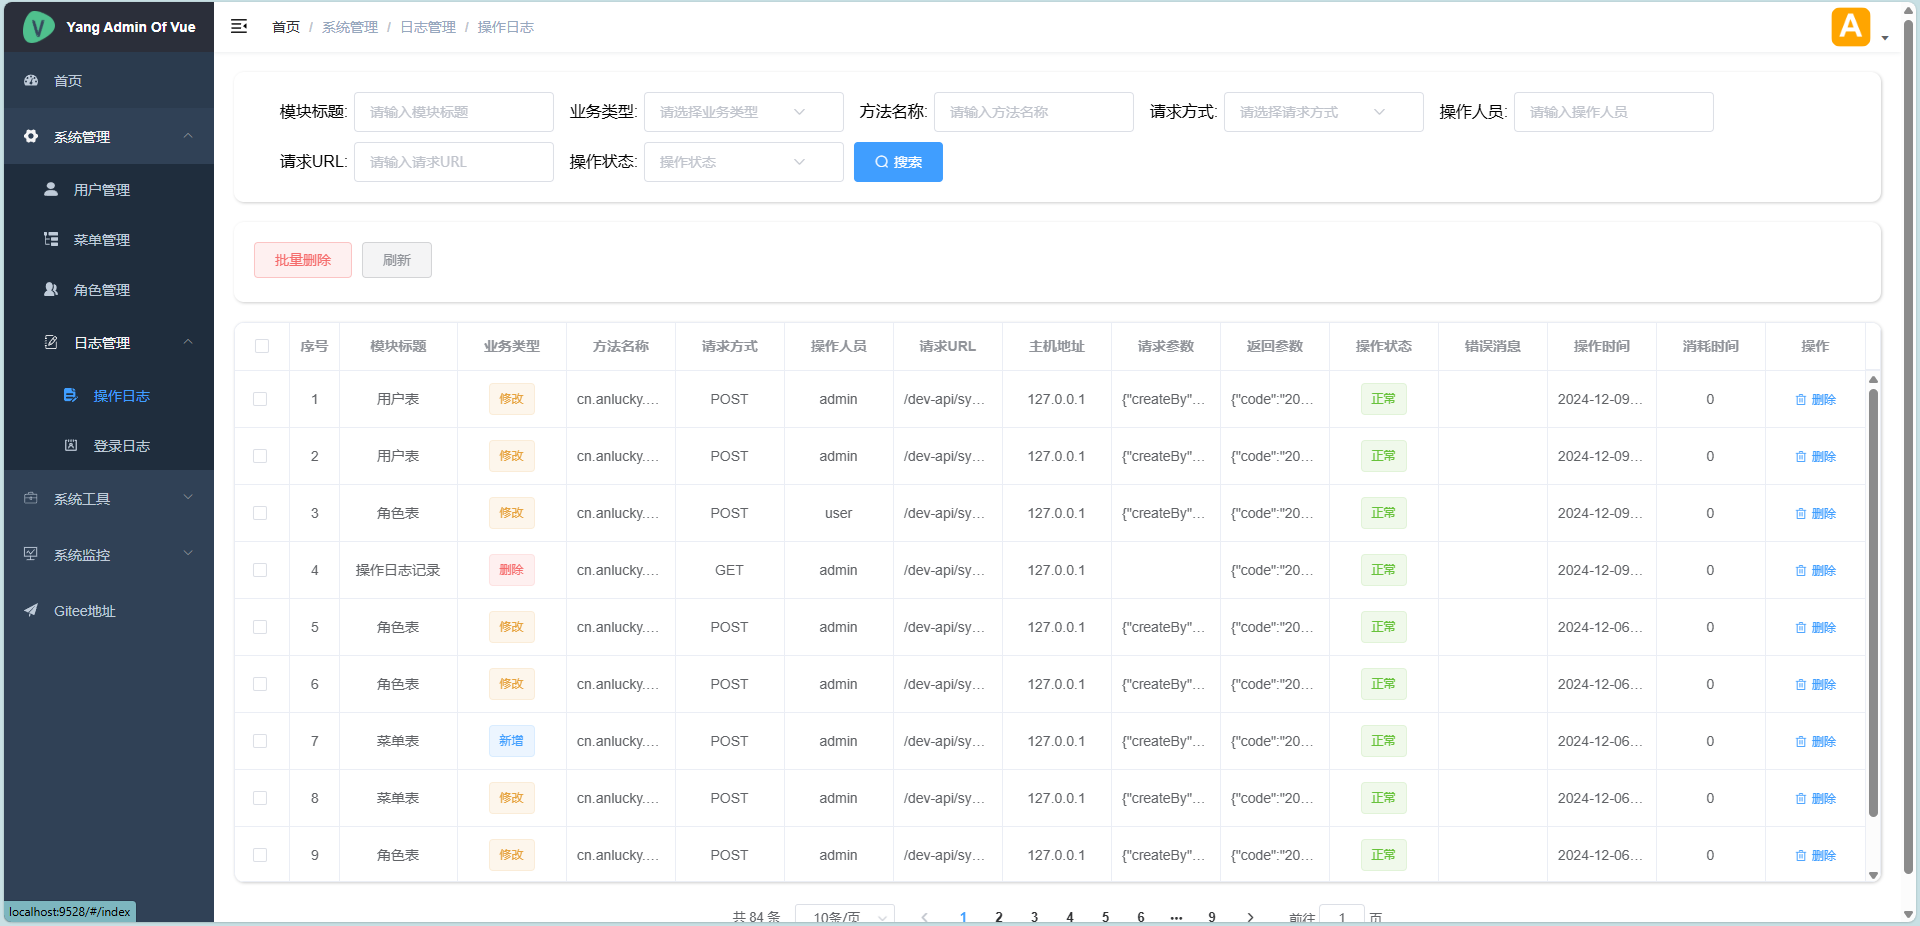 Yang Admin Of Vue
首页 / 系统管理 / 日志管理 / 操作日志
A
首页
系统管理
用户管理
菜单管理
角色管理
日志管理
操作日志
登录日志
系统工具
系统监控
Gitee地址
localhost:9528/#/index
模块标题: 请输入模块标题 业务类型: 请选择业务类型 方法名称: 请输入方法名称 请求方式: 请选择请求方式 操作人员: 请输入操作人员
请求URL: 请输入请求URL 操作状态: 操作状态 搜索
批量删除 刷新
序号 模块标题 业务类型 方法名称 请求方式 操作人员 请求URL 主机地址 请求参数 返回参数 操作状态 错误消息 操作时间 消耗时间 操作
1 用户表 修改 cn.anlucky.... POST admin /dev-api/sy... 127.0.0.1 {"createBy"... {"code":"20... 正常 2024-12-09... 0 删除
2 用户表 修改 cn.anlucky.... POST admin /dev-api/sy... 127.0.0.1 {"createBy"... {"code":"20... 正常 2024-12-09... 0 删除
3 角色表 修改 cn.anlucky.... POST user /dev-api/sy... 127.0.0.1 {"createBy"... {"code":"20... 正常 2024-12-09... 0 删除
4 操作日志记录 删除 cn.anlucky.... GET admin /dev-api/sy... 127.0.0.1 {"code":"20... 正常 2024-12-09... 0 删除
5 角色表 修改 cn.anlucky.... POST admin /dev-api/sy... 127.0.0.1 {"createBy"... {"code":"20... 正常 2024-12-06... 0 删除
6 角色表 修改 cn.anlucky.... POST admin /dev-api/sy... 127.0.0.1 {"createBy"... {"code":"20... 正常 2024-12-06... 0 删除
7 菜单表 新增 cn.anlucky.... POST admin /dev-api/sy... 127.0.0.1 {"createBy"... {"code":"20... 正常 2024-12-06... 0 删除
8 菜单表 修改 cn.anlucky.... POST admin /dev-api/sy... 127.0.0.1 {"createBy"... {"code":"20... 正常 2024-12-06... 0 删除
9 角色表 修改 cn.anlucky.... POST admin /dev-api/sy... 127.0.0.1 {"createBy"... {"code":"20... 正常 2024-12-06... 0 删除
共 84 条 10条/页 1 2 3 4 5 6 ... 9 前往 1 页